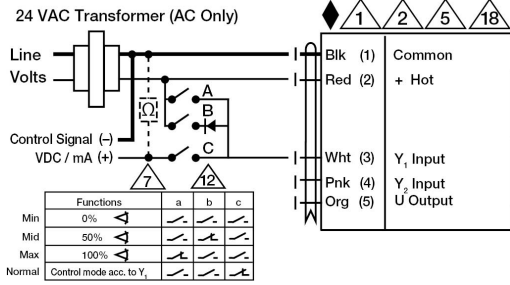 24 VAC Transformer (AC Only)
1 2 5 18
Line
Volts
Blk (1) Common
Red (2) + Hot
A
B
C
Ω
Control Signal (–)
VDC / mA (+)
Wht (3) Y1 Input
Pnk (4) Y2 Input
Org (5) U Output
7 12
Functions a b c
Min 0%
Mid 50%
Max 100%
Normal Control mode acc. to Y1